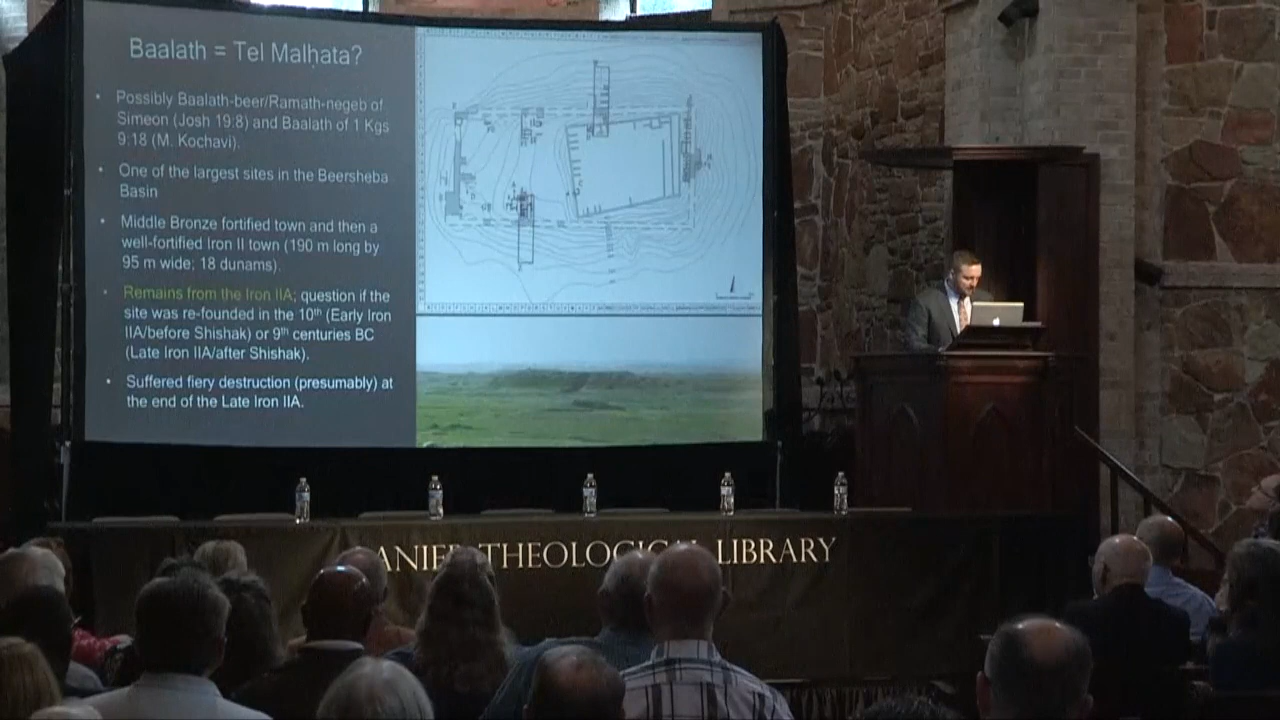 Baalath = Tel Malḥata?
• Possibly Baalath-beer/Ramath-negeb of
Simeon (Josh 19:8) and Baalath of 1 Kgs
9:18 (M. Kochavi).
• One of the largest sites in the Beersheba
Basin
• Middle Bronze fortified town and then a
well-fortified Iron II town (190 m long by
95 m wide; 18 dunams).
• Remains from the Iron IIA; question if the
site was re-founded in the 10th (Early Iron
IIA/before Shishak) or 9th centuries BC
(Late Iron IIA/after Shishak).
• Suffered fiery destruction (presumably) at
the end of the Late Iron IIA.
ANIER THEOLOGICAL LIBRARY